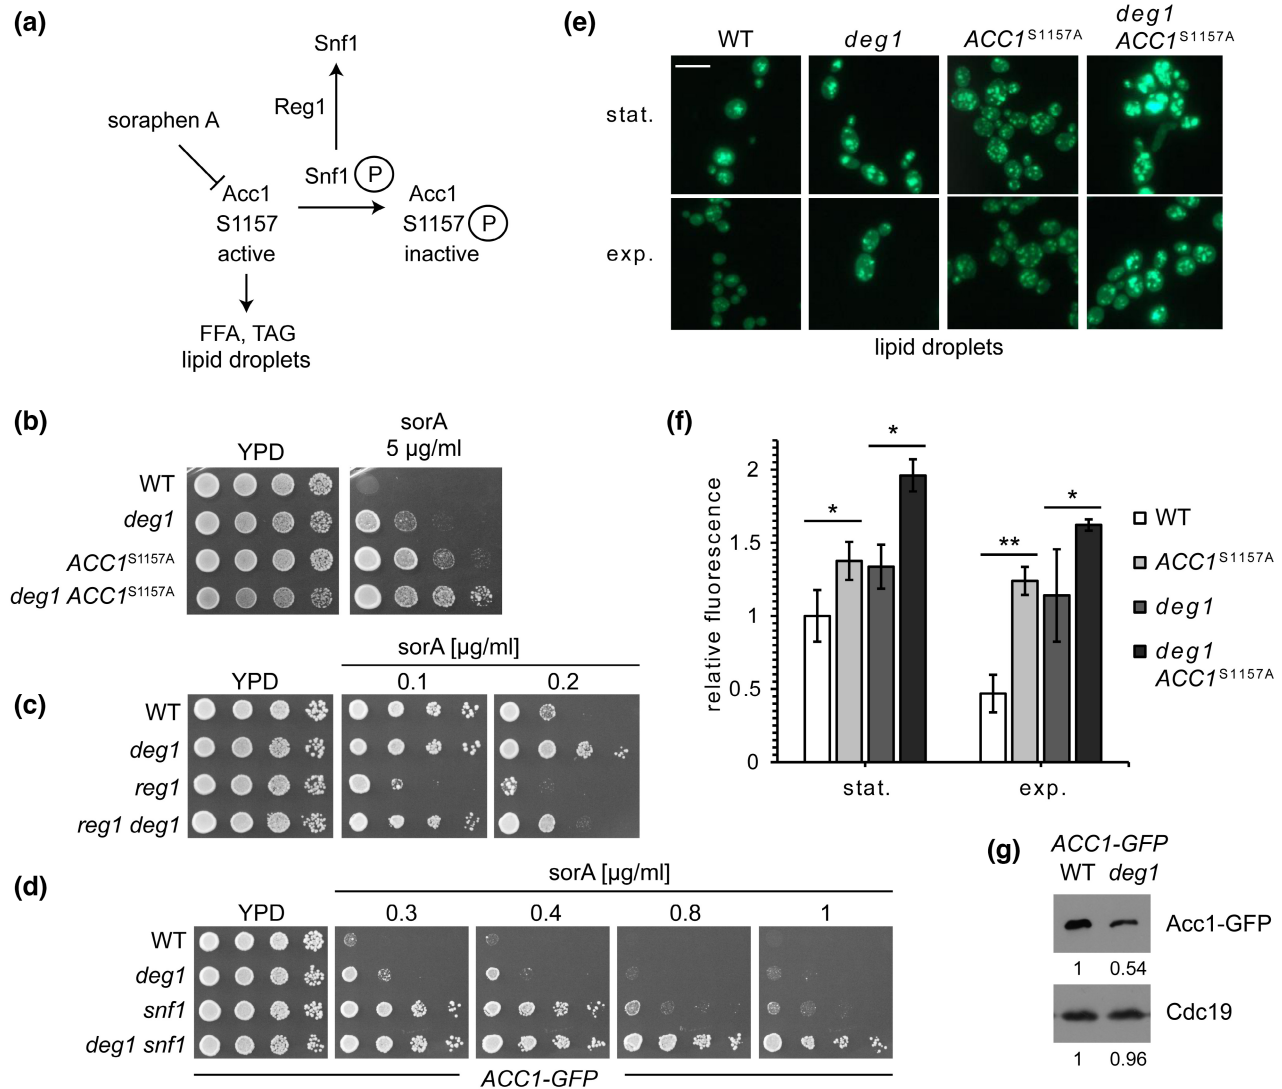 (a)
Snf1
Reg1
soraphen A
Snf1 P
Acc1
S1157
active
Acc1
S1157 P
inactive
FFA, TAG
lipid droplets
(b)
YPD
sorA
5 µg/ml
WT
deg1
ACC1S1157A
deg1 ACC1S1157A
(c)
sorA [µg/ml]
YPD
0.1
0.2
WT
deg1
reg1
reg1 deg1
(d)
sorA [µg/ml]
YPD
0.3
0.4
0.8
1
WT
deg1
snf1
deg1 snf1
ACC1-GFP
(e)
WT
deg1
ACC1S1157A
deg1
ACC1S1157A
stat.
exp.
lipid droplets
(f)
relative fluorescence
2
1.5
1
0.5
0
*
*
**
*
stat.
exp.
WT
ACC1S1157A
deg1
deg1
ACC1S1157A
(g)
ACC1-GFP
WT deg1
Acc1-GFP
1 0.54
Cdc19
1 0.96